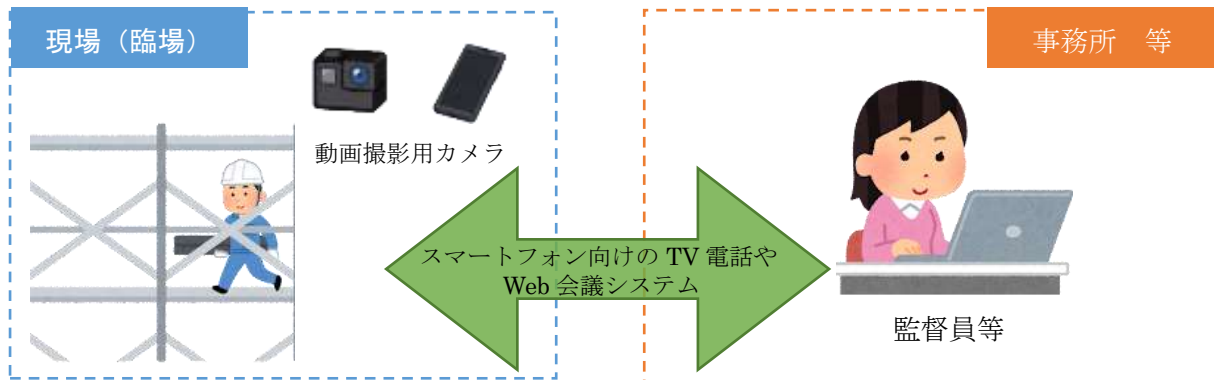 現場（臨場）
事務所　等
動画撮影用カメラ
スマートフォン向けの TV 電話や
Web 会議システム
監督員等